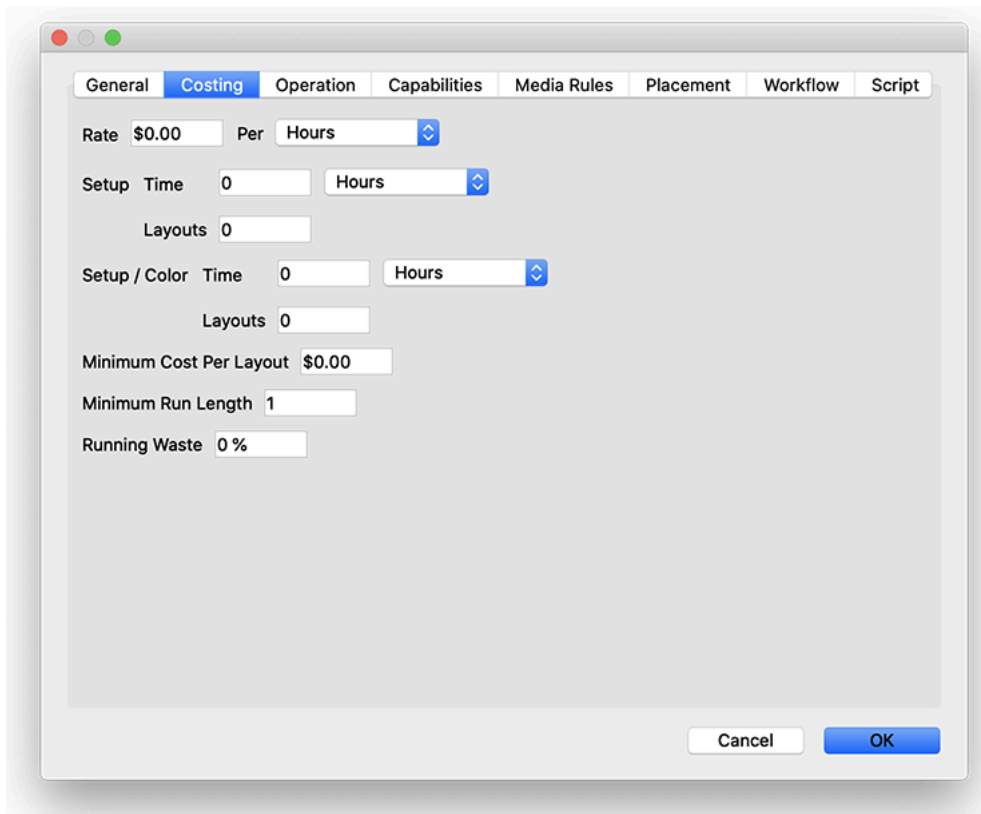 General Costing Operation Capabilities Media Rules Placement Workflow Script
Rate $0.00 Per Hours
Setup Time 0 Hours
Layouts 0
Setup / Color Time 0 Hours
Layouts 0
Minimum Cost Per Layout $0.00
Minimum Run Length 1
Running Waste 0 %
Cancel OK